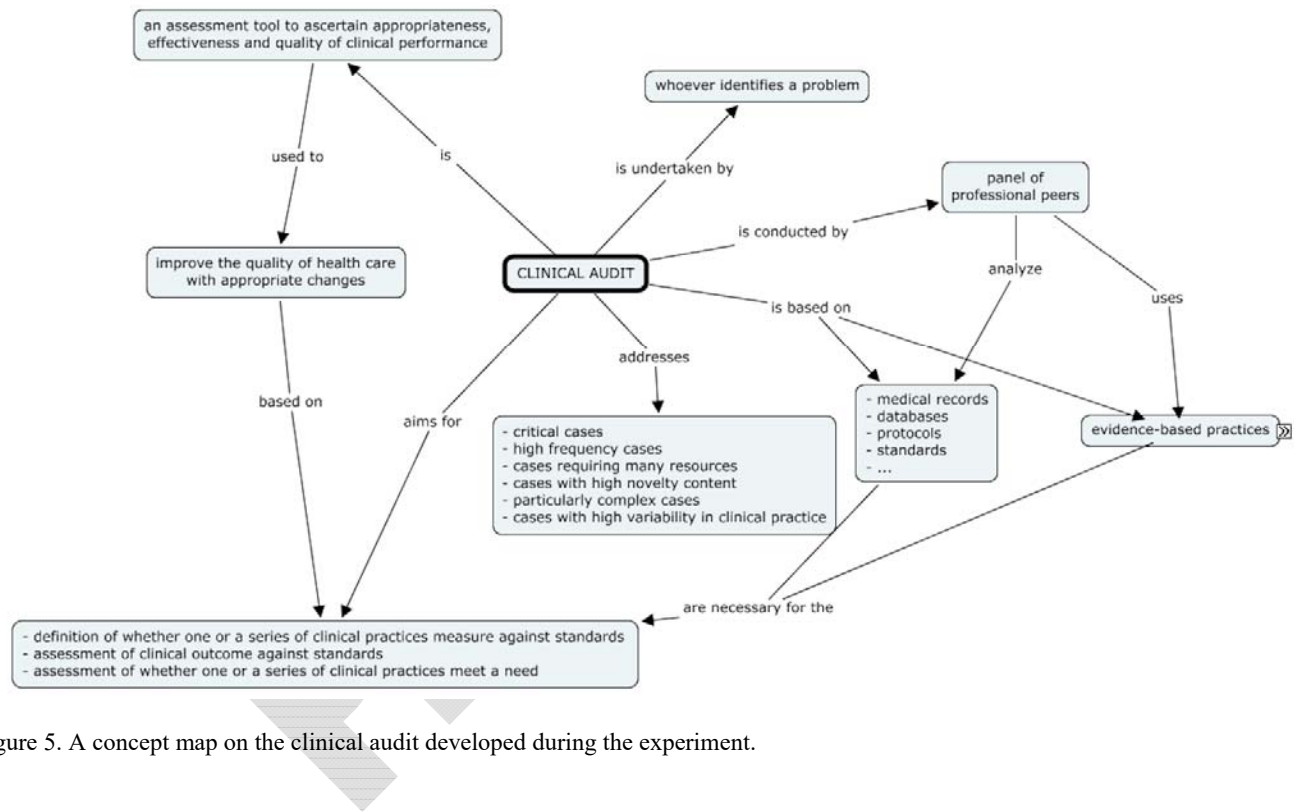 an assessment tool to ascertain appropriateness,
effectiveness and quality of clinical performance
whoever identifies a problem
used to
is
is undertaken by
panel of
professional peers
is conducted by
improve the quality of health care
with appropriate changes
CLINICAL AUDIT
analyze
uses
is based on
addresses
based on
aims for
- critical cases
- high frequency cases
- cases requiring many resources
- cases with high novelty content
- particularly complex cases
- cases with high variability in clinical practice
- medical records
- databases
- protocols
- standards
- ...
evidence-based practices
are necessary for the
- definition of whether one or a series of clinical practices measure against standards
- assessment of clinical outcome against standards
- assessment of whether one or a series of clinical practices meet a need
gure 5. A concept map on the clinical audit developed during the experiment.